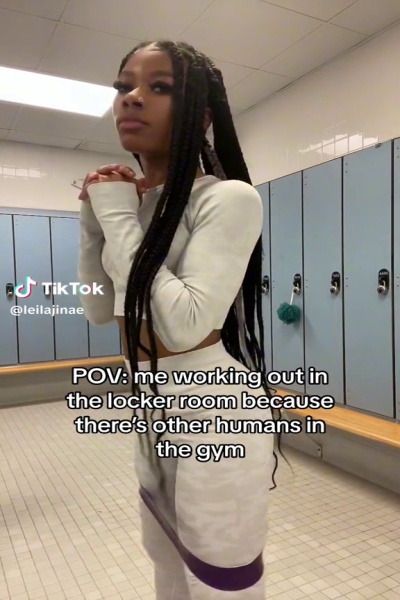 TikTok
@leilajinae
POV: me working out in
the locker room because
there's other humans in
the gym